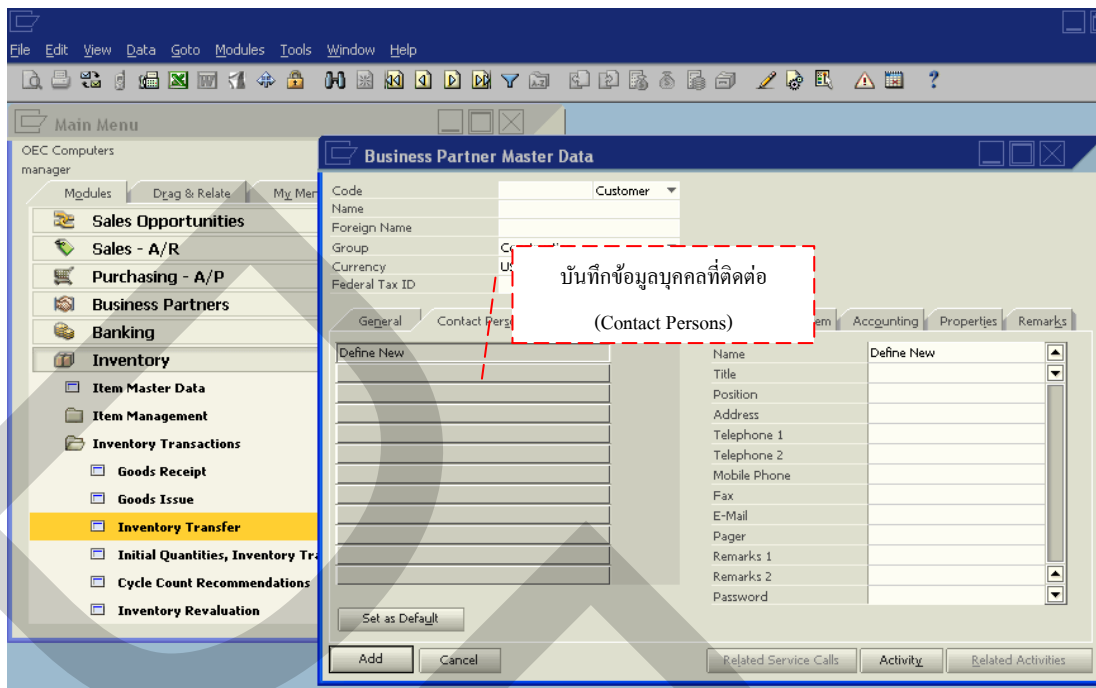 File Edit View Data Goto Modules Tools Window Help
Main Menu
OEC Computers
manager
Modules Drag & Relate My Men
Sales Opportunities
Sales - A/R
Purchasing - A/P
Business Partners
Banking
Inventory
Item Master Data
Item Management
Inventory Transactions
Goods Receipt
Goods Issue
Inventory Transfer
Initial Quantities, Inventory Tra
Cycle Count Recommendations
Inventory Revaluation
Business Partner Master Data
Code Customer
Name
Foreign Name
Group
Currency US
Federal Tax ID
บันทึกข้อมูลบุคคลที่ติดต่อ
(Contact Persons)
General Contact Perso em Accounting Properties Remarks
Define New
Name Define New
Title
Position
Address
Telephone 1
Telephone 2
Mobile Phone
Fax
E-Mail
Pager
Remarks 1
Remarks 2
Password
Set as Default
Add Cancel Related Service Calls Activity Related Activities